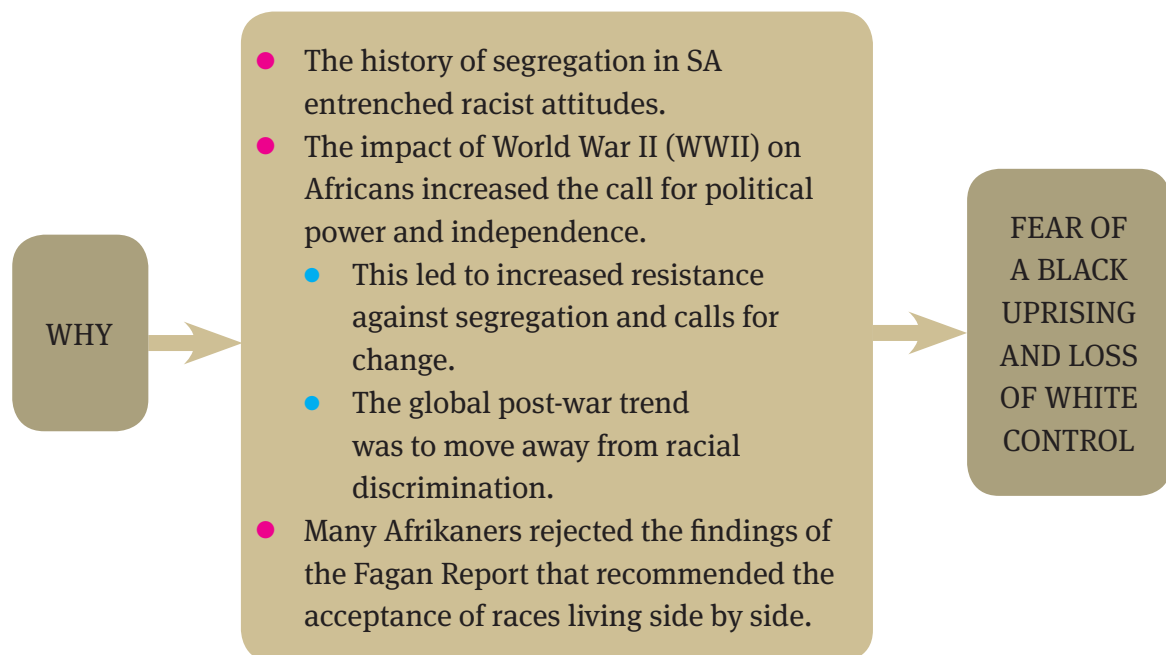 WHY
The history of segregation in SA
entrenched racist attitudes.
The impact of World War II (WWII) on
Africans increased the call for political
power and independence.
This led to increased resistance
against segregation and calls for
change.
The global post-war trend
was to move away from racial
discrimination.
Many Afrikaners rejected the findings of
the Fagan Report that recommended the
acceptance of races living side by side.
FEAR OF
A BLACK
UPRISING
AND LOSS
OF WHITE
CONTROL